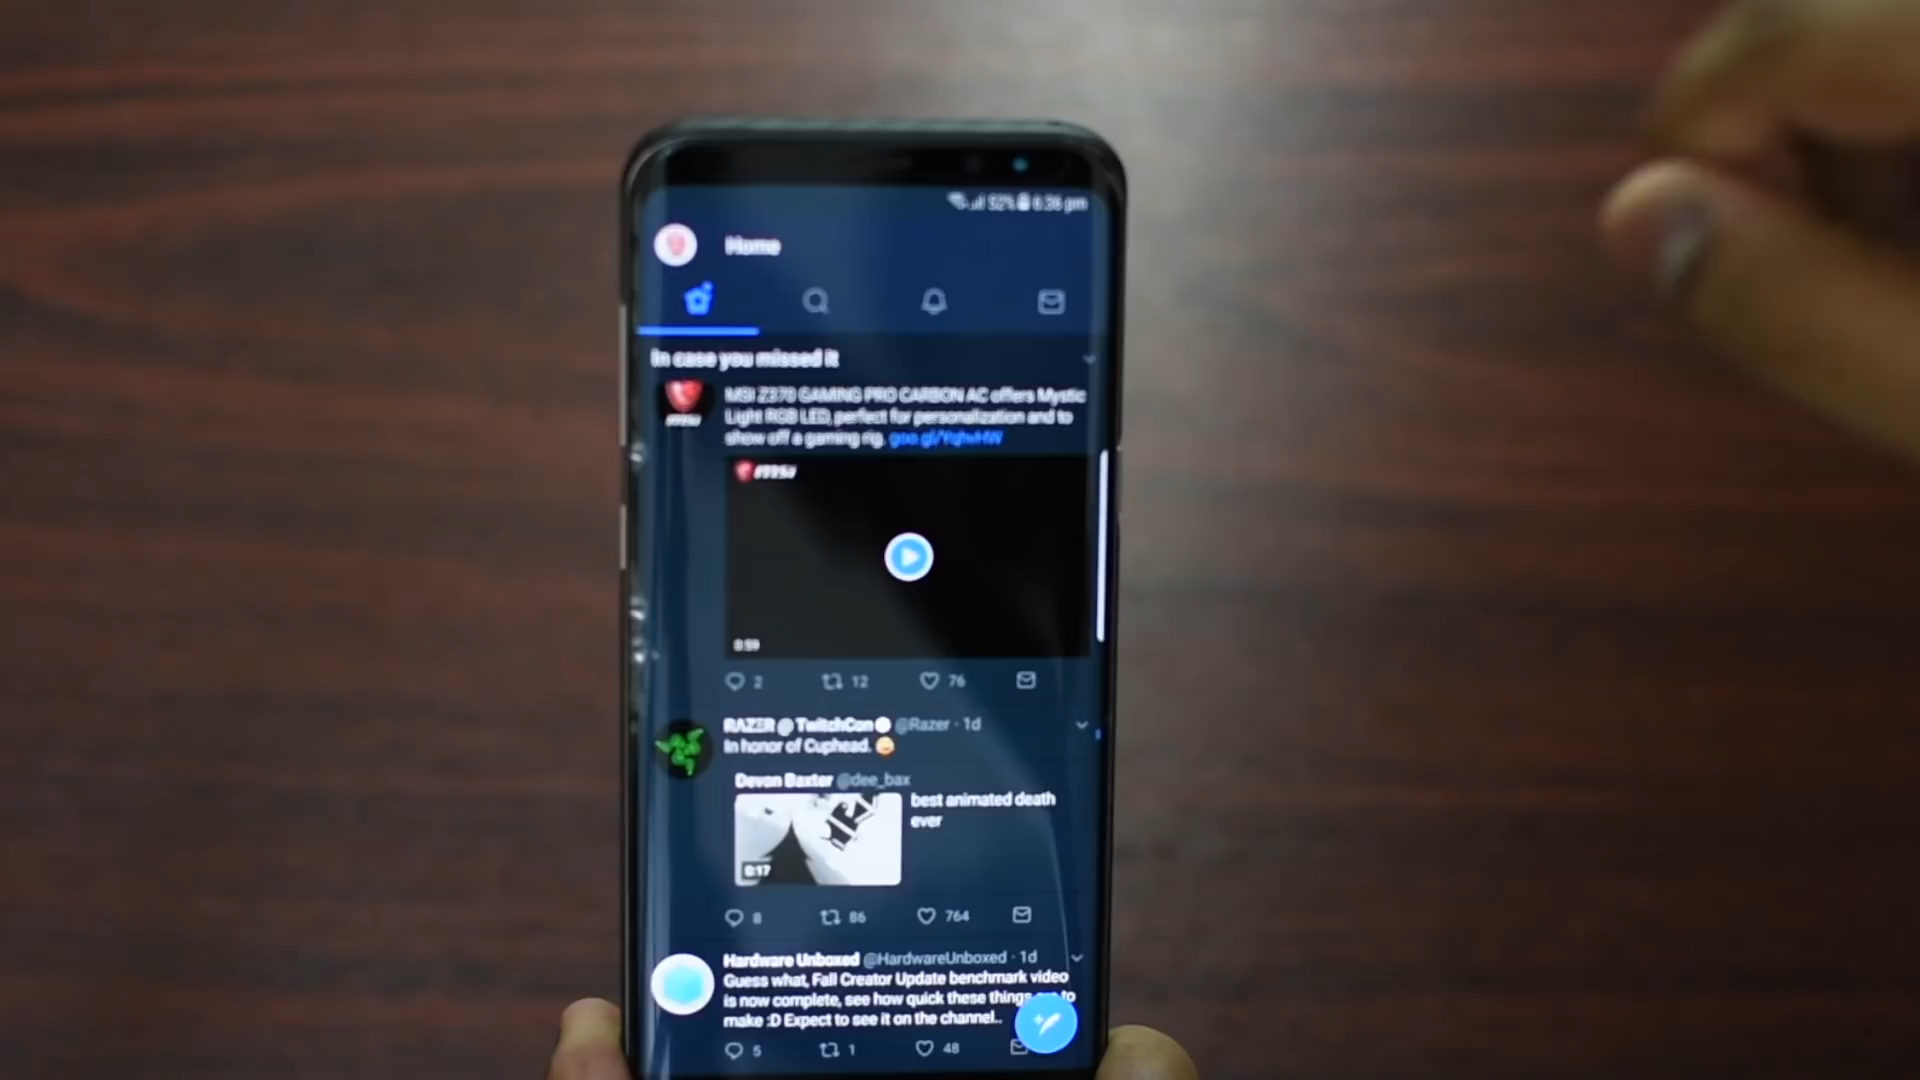 52% 6:36 pm
Home
In case you missed it
MSI Z370 GAMING PRO CARBON AC offers Mystic
Light RGB LED, perfect for personalization and to
show off a gaming rig.
0:59
2 12 76
RAZER @ TwitchCon @Razer · 1d
In honor of Cuphead.
Devon Baxter @dee_bax
best animated death
ever
0:17
8 86 764
Hardware Unboxed @HardwareUnboxed · 1d
Guess what, Fall Creator Update benchmark video
is now complete, see how quick these things to
make :D Expect to see it on the channel..
5 1 48